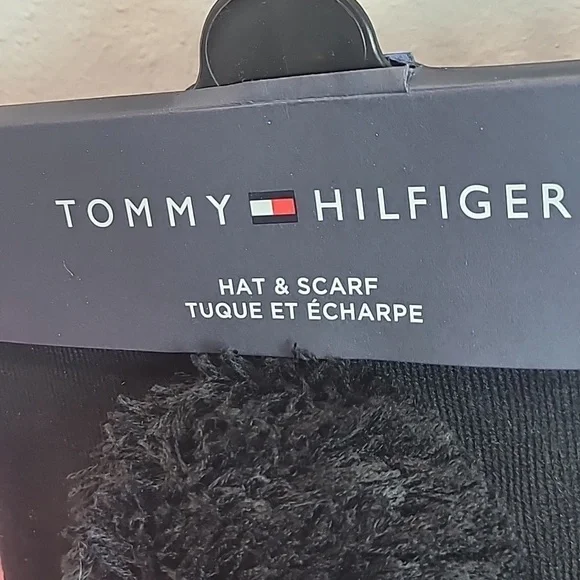 TOMMY HILFIGER
HAT & SCARF
TUQUE ET ÉCHARPE